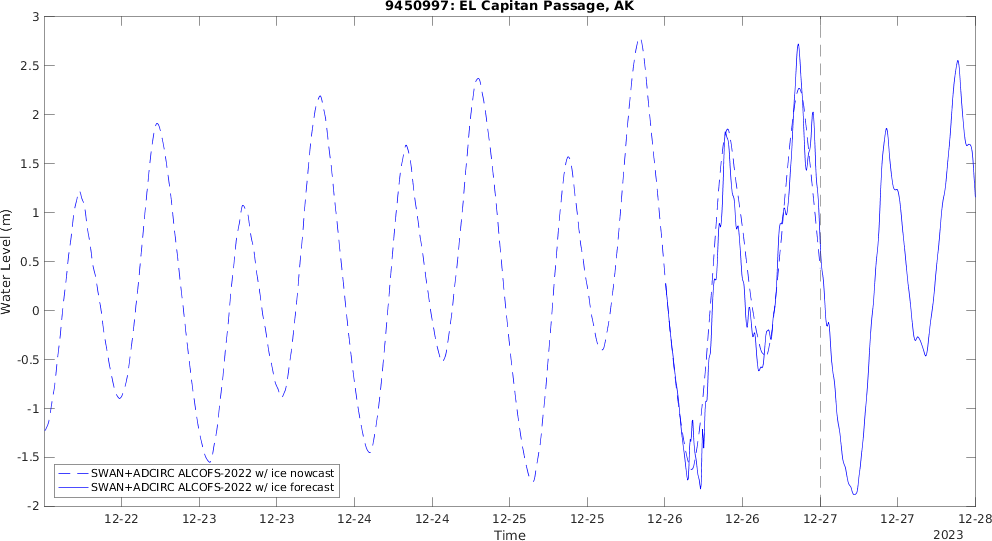 9450997: EL Capitan Passage, AK
3
2.5
2
1.5
1
0.5
0
-0.5
-1
-1.5
-2
Water Level (m)
SWAN+ADCIRC ALCOFS-2022 w/ ice nowcast
SWAN+ADCIRC ALCOFS-2022 w/ ice forecast
12-22 12-23 12-23 12-24 12-24 12-25 12-25 12-26 12-26 12-27 12-27 12-28
Time
2023